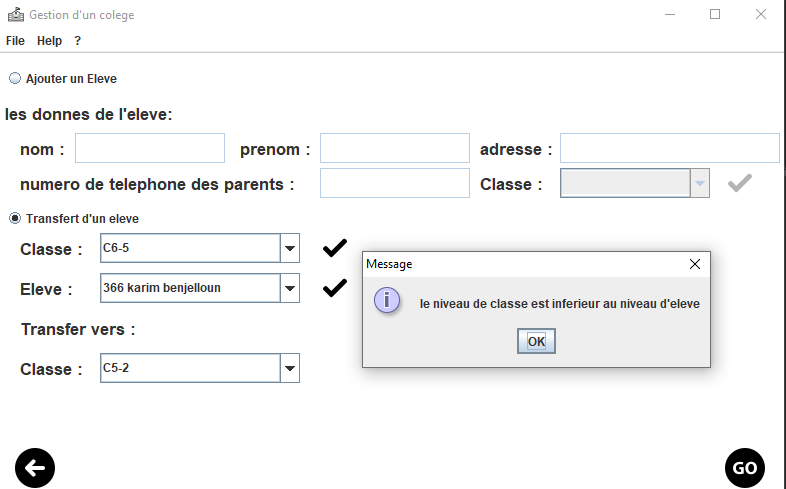 Gestion d'un colege
File Help ?
Ajouter un Eleve
les donnes de l'eleve:
nom : prenom : adresse :
numero de telephone des parents : Classe :
Transfert d'un eleve
Classe : C6-5
Message
Eleve : 366 karim benjelloun
le niveau de classe est inferieur au niveau d'eleve
Transfer vers :
OK
Classe : C5-2
GO